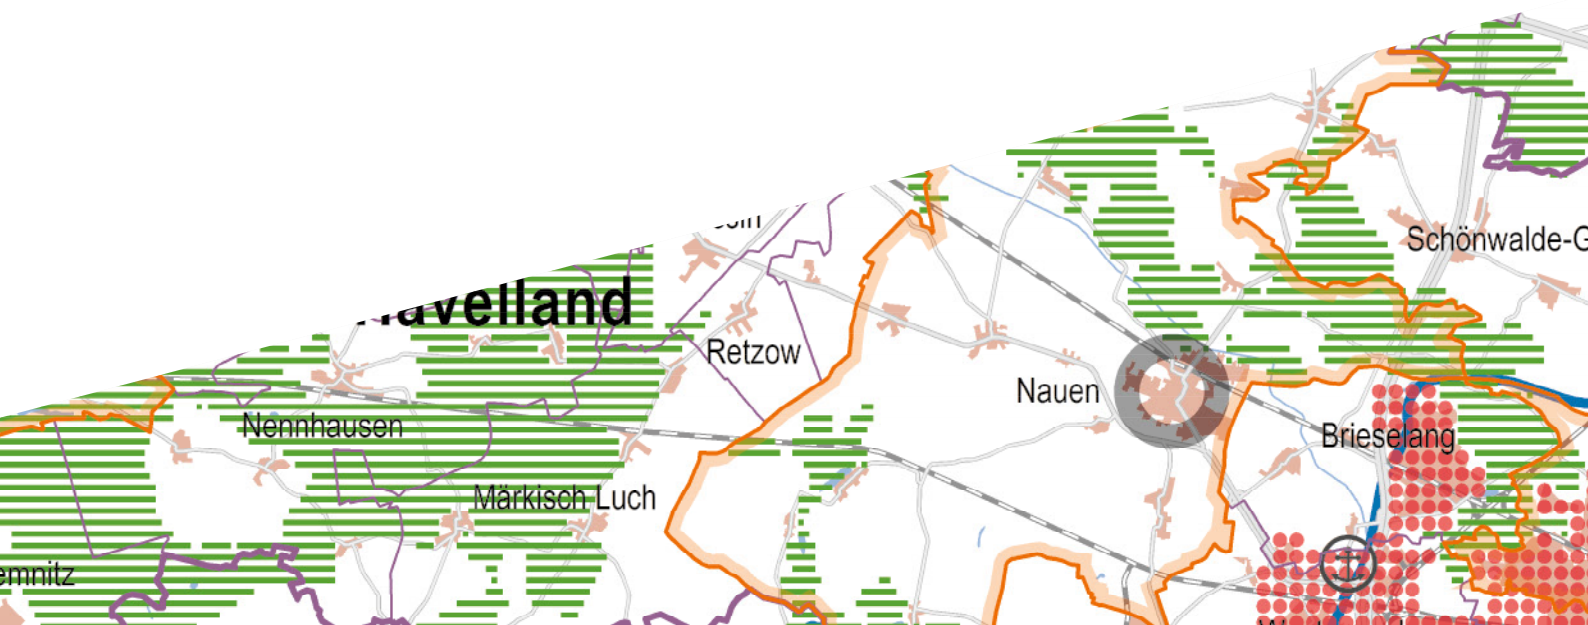 Schönwalde-G
Havelland
Retzow
Nauen
Nennhausen
Brieselang
Märkisch Luch
emnitz